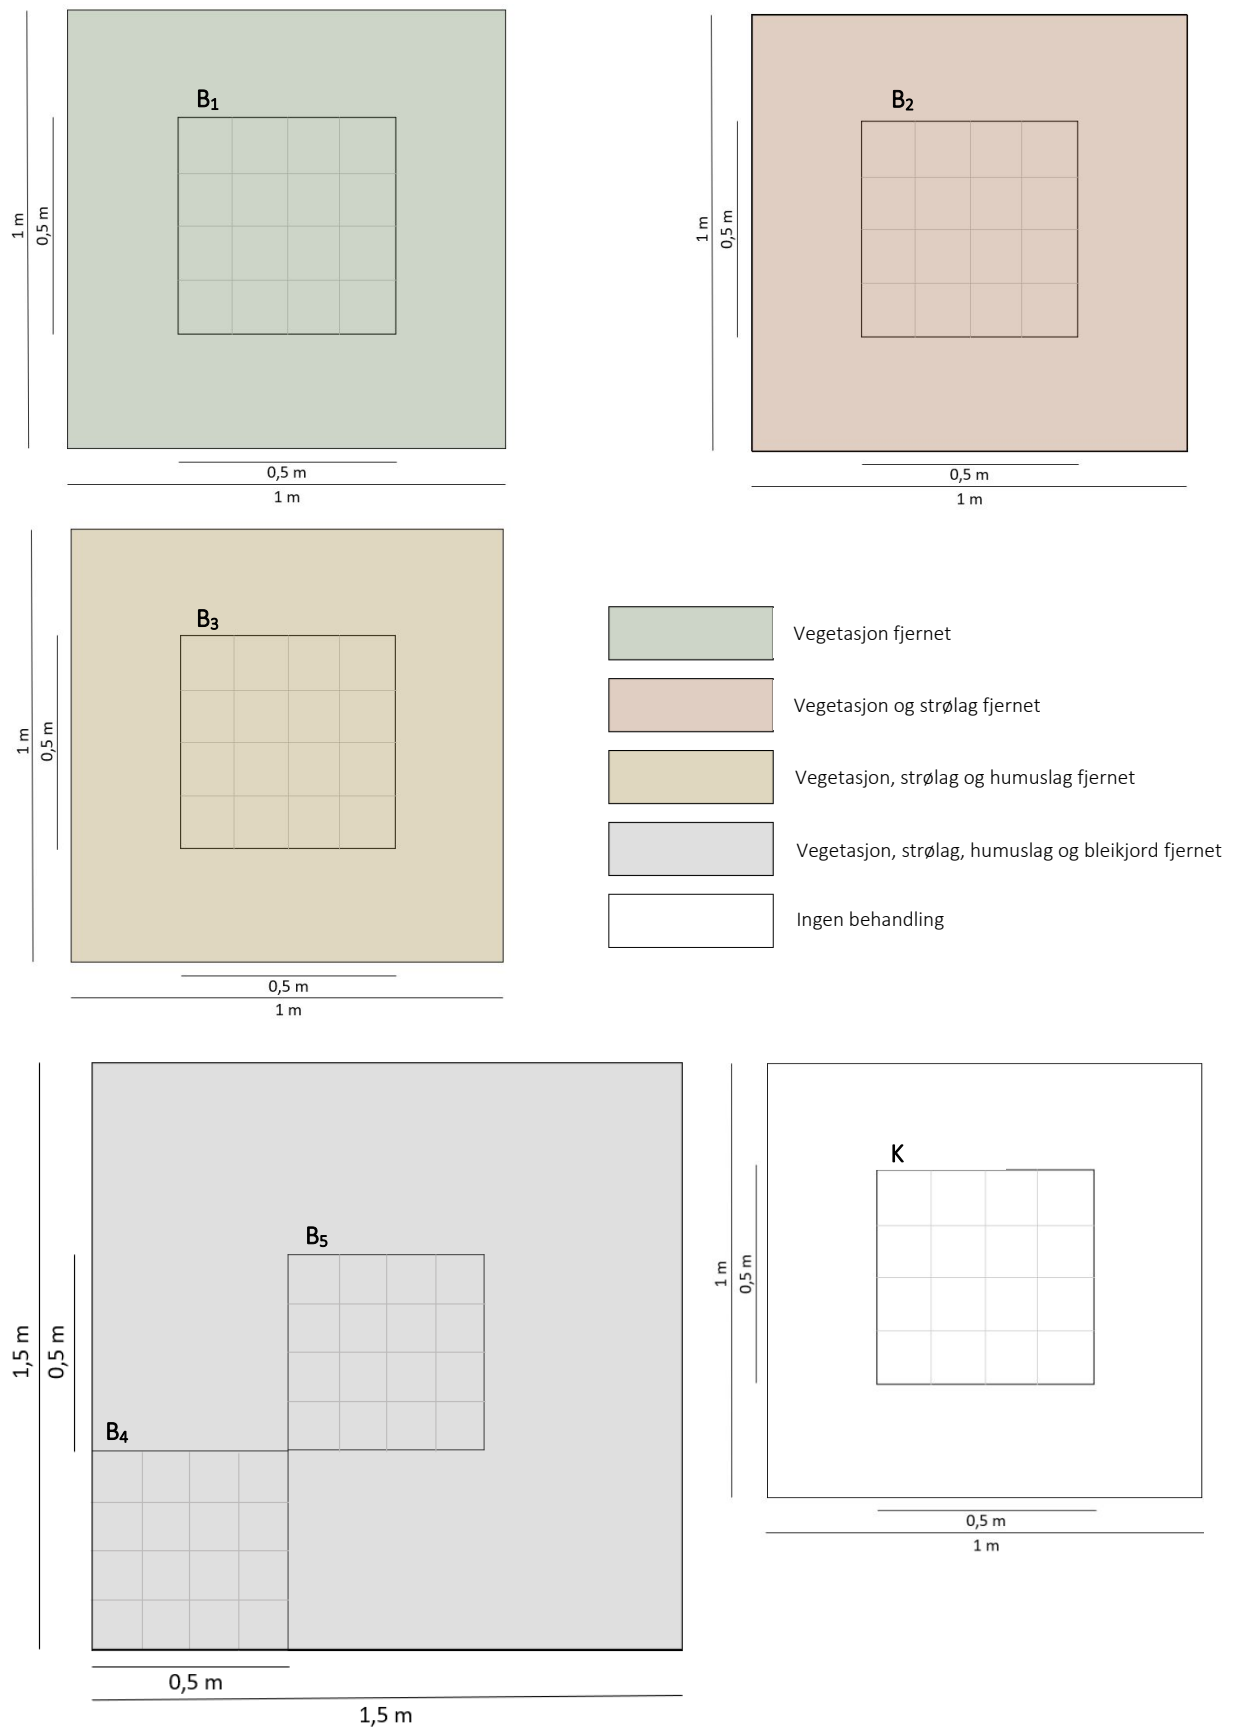 B₁
1 m
0,5 m
0,5 m
1 m
B₂
1 m
0,5 m
0,5 m
1 m
B₃
1 m
0,5 m
0,5 m
1 m
Vegetasjon fjernet
Vegetasjon og strølag fjernet
Vegetasjon, strølag og humuslag fjernet
Vegetasjon, strølag, humuslag og bleikjord fjernet
Ingen behandling
B₅
B₄
1,5 m
0,5 m
0,5 m
1,5 m
K
1 m
0,5 m
0,5 m
1 m